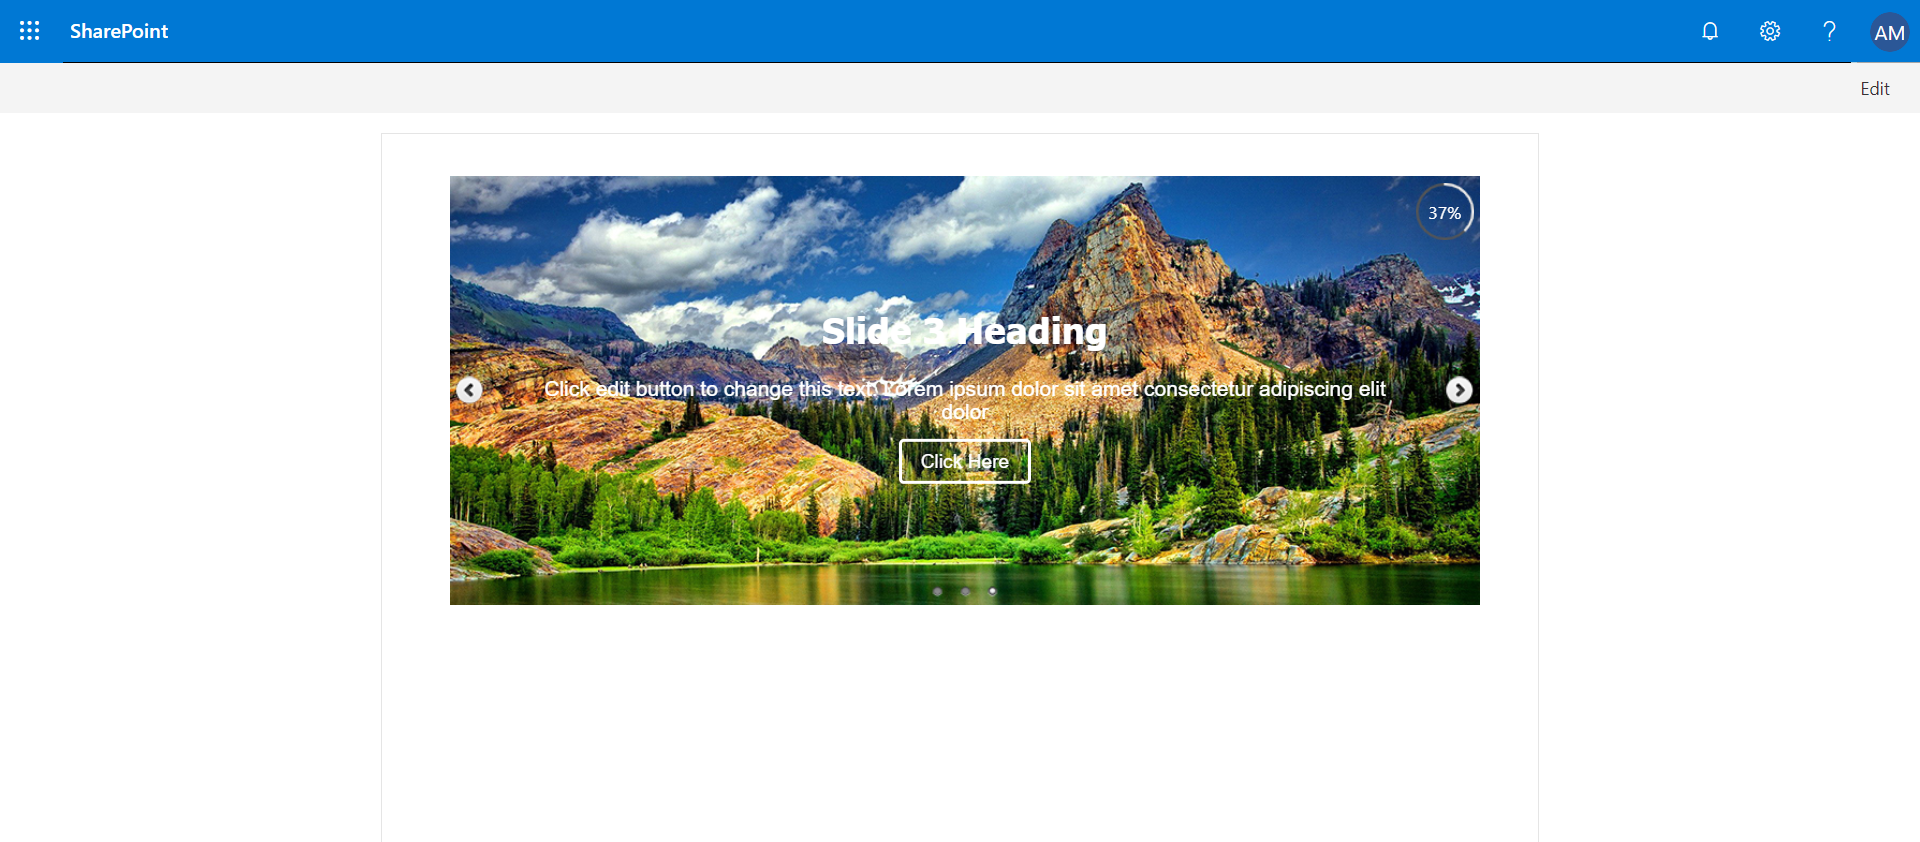 SharePoint
AM
Edit
37%
Slide 3 Heading
Click edit button to change this text. Lorem ipsum dolor sit amet consectetur adipiscing elit
dolor
Click Here